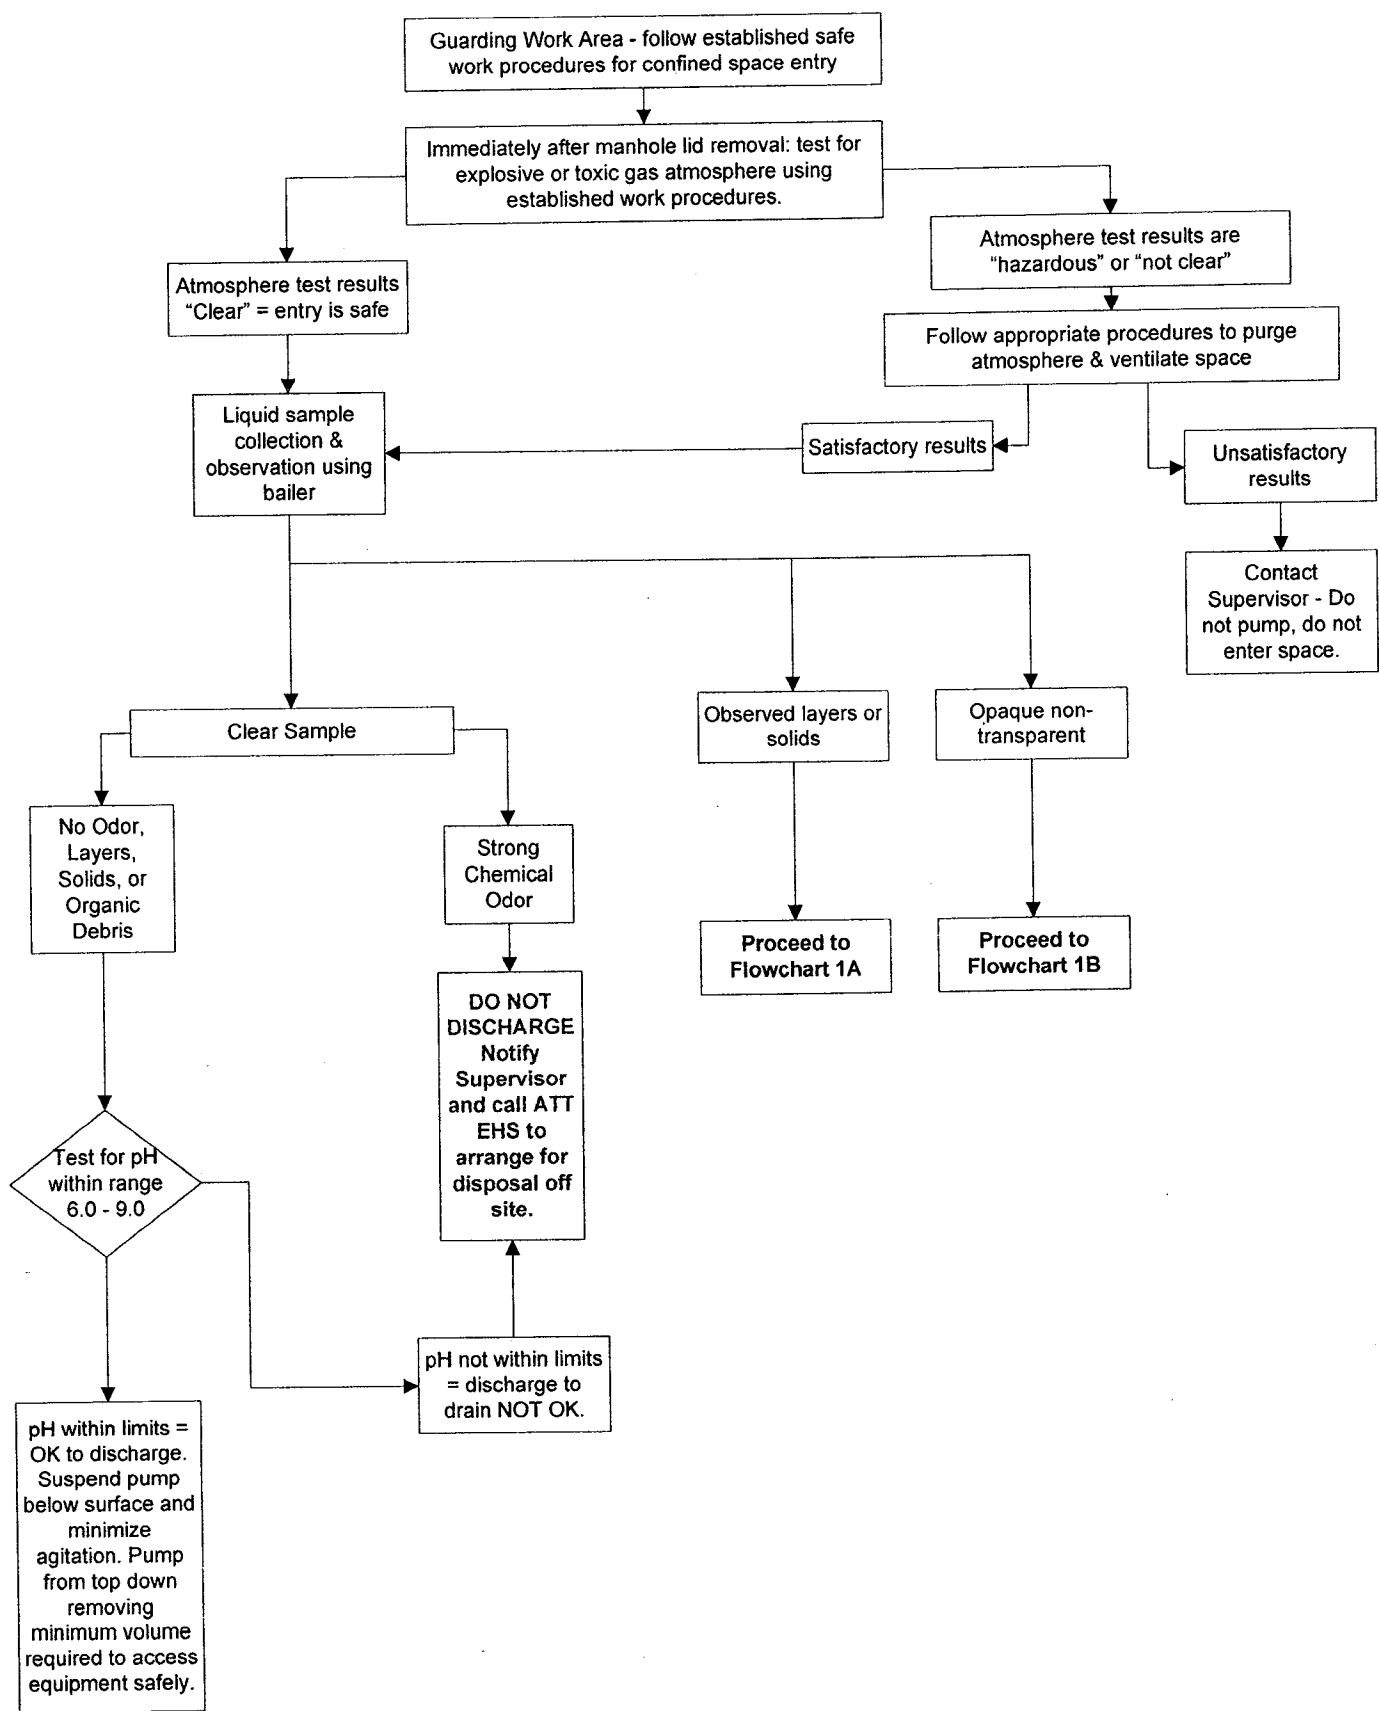 Guarding Work Area - follow established safe
work procedures for confined space entry
Immediately after manhole lid removal: test for
explosive or toxic gas atmosphere using
established work procedures.
Atmosphere test results are
“hazardous” or “not clear”
Atmosphere test results
“Clear” = entry is safe
Follow appropriate procedures to purge
atmosphere & ventilate space
Liquid sample
collection &
observation using
bailer
Satisfactory results
Unsatisfactory
results
Contact
Supervisor - Do
not pump, do not
enter space.
Clear Sample
Observed layers or
solids
Opaque non-
transparent
No Odor,
Layers,
Solids, or
Organic
Debris
Strong
Chemical
Odor
Proceed to
Flowchart 1A
Proceed to
Flowchart 1B
DO NOT
DISCHARGE
Notify
Supervisor
and call ATT
EHS to
arrange for
disposal off
site.
Test for pH
within range
6.0 - 9.0
pH not within limits
= discharge to
drain NOT OK.
pH within limits =
OK to discharge.
Suspend pump
below surface and
minimize
agitation. Pump
from top down
removing
minimum volume
required to access
equipment safely.